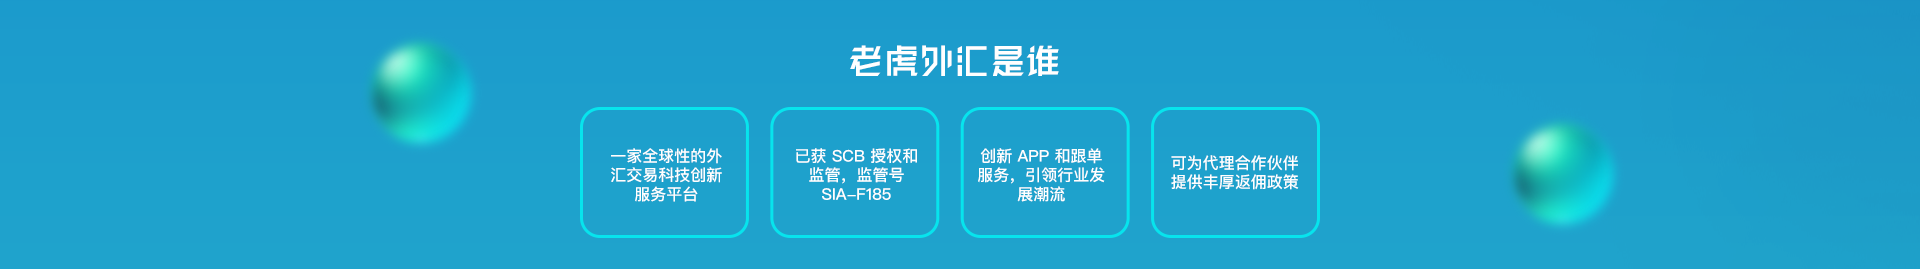 老虎外汇是谁
一家全球性的外
汇交易科技创新
服务平台
已获 SCB 授权和
监管，监管号
SIA-F185
创新 APP 和跟单
服务，引领行业发
展潮流
可为代理合作伙伴
提供丰厚返佣政策